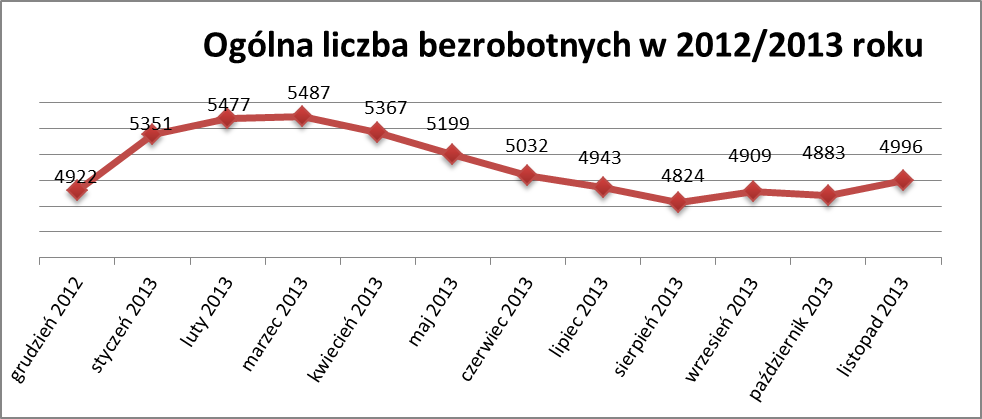 Ogólna liczba bezrobotnych w 2012/2013 roku
4922
5351
5477
5487
5367
5199
5032
4943
4824
4909
4883
4996
grudzień 2012
styczeń 2013
luty 2013
marzec 2013
kwiecień 2013
maj 2013
czerwiec 2013
lipiec 2013
sierpień 2013
wrzesień 2013
październik 2013
listopad 2013